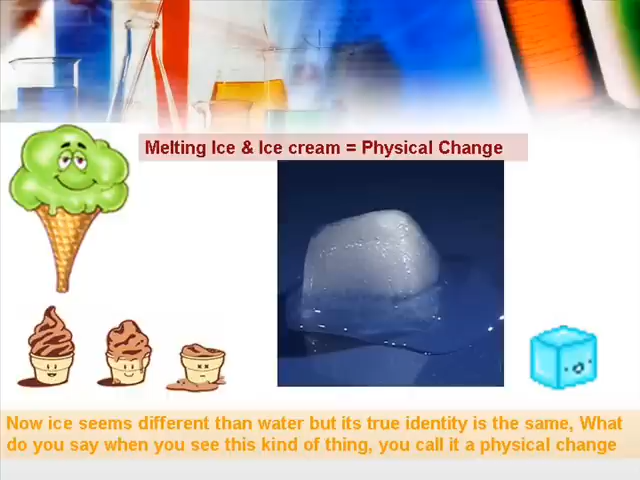 Melting Ice & Ice cream = Physical Change
Now ice seems different than water but its true identity is the same, What
do you say when you see this kind of thing, you call it a physical change